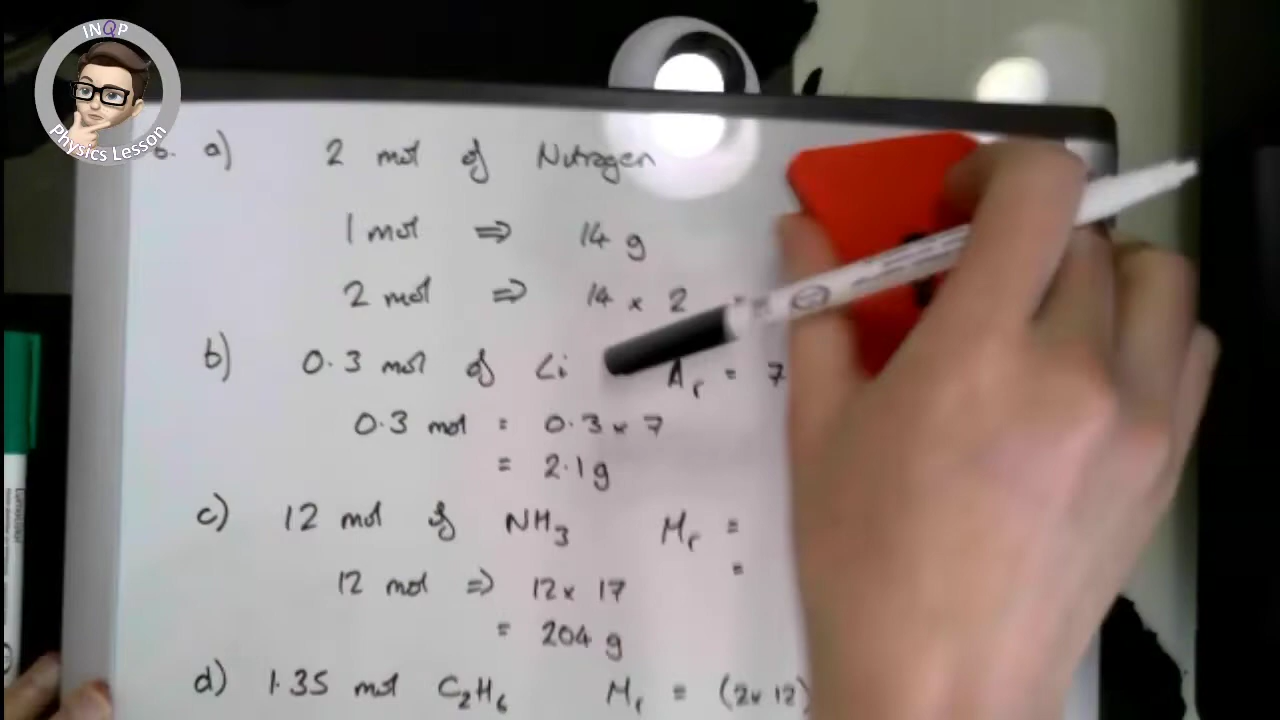 INQP
Physics Lesson
6. a) 2 mol of Nitrogen
1 mol ⇒ 14 g
2 mol ⇒ 14 x 2 =
b) 0.3 mol of Li Ar = 7
0.3 mol = 0.3 x 7
= 2.1 g
c) 12 mol of NH3 Mr =
=
12 mol ⇒ 12 x 17
= 204 g
d) 1.35 mol C2H6 Mr = (2 x 12)